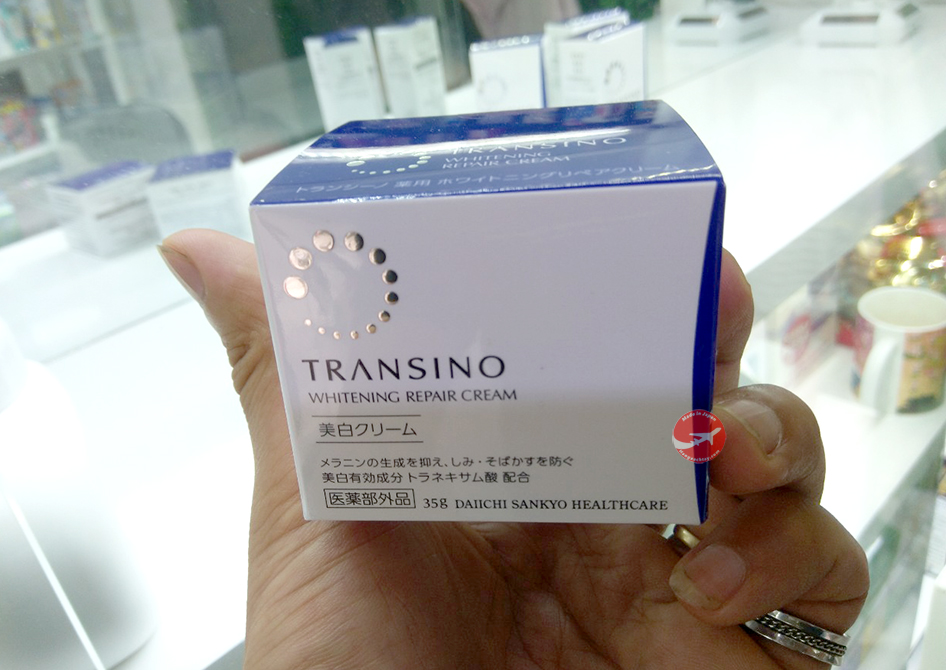 TRANSINO
WHITENING
REPAIR CREAM
トランシーノ 薬用 ホワイトニングリペアクリーム
TRANSINO
WHITENING REPAIR CREAM
美白クリーム
メラニンの生成を抑え、しみ・そばかすを防ぐ
美白有効成分 トラネキサム酸 配合
医薬部外品 35g DAIICHI SANKYO HEALTHCARE
Made in Japan